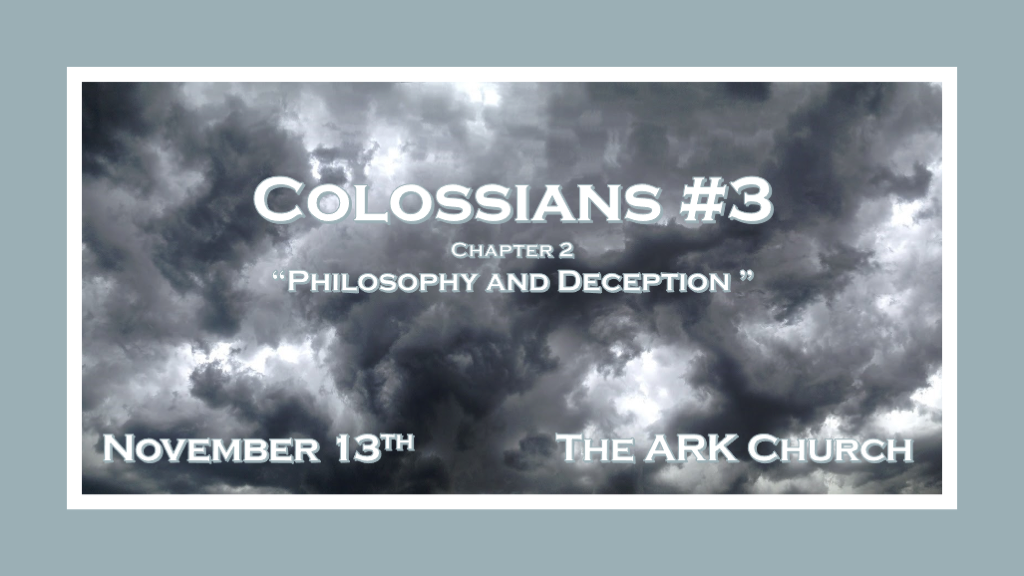 Colossians #3
Chapter 2
“Philosophy and Deception ”
November 13th
The ARK Church